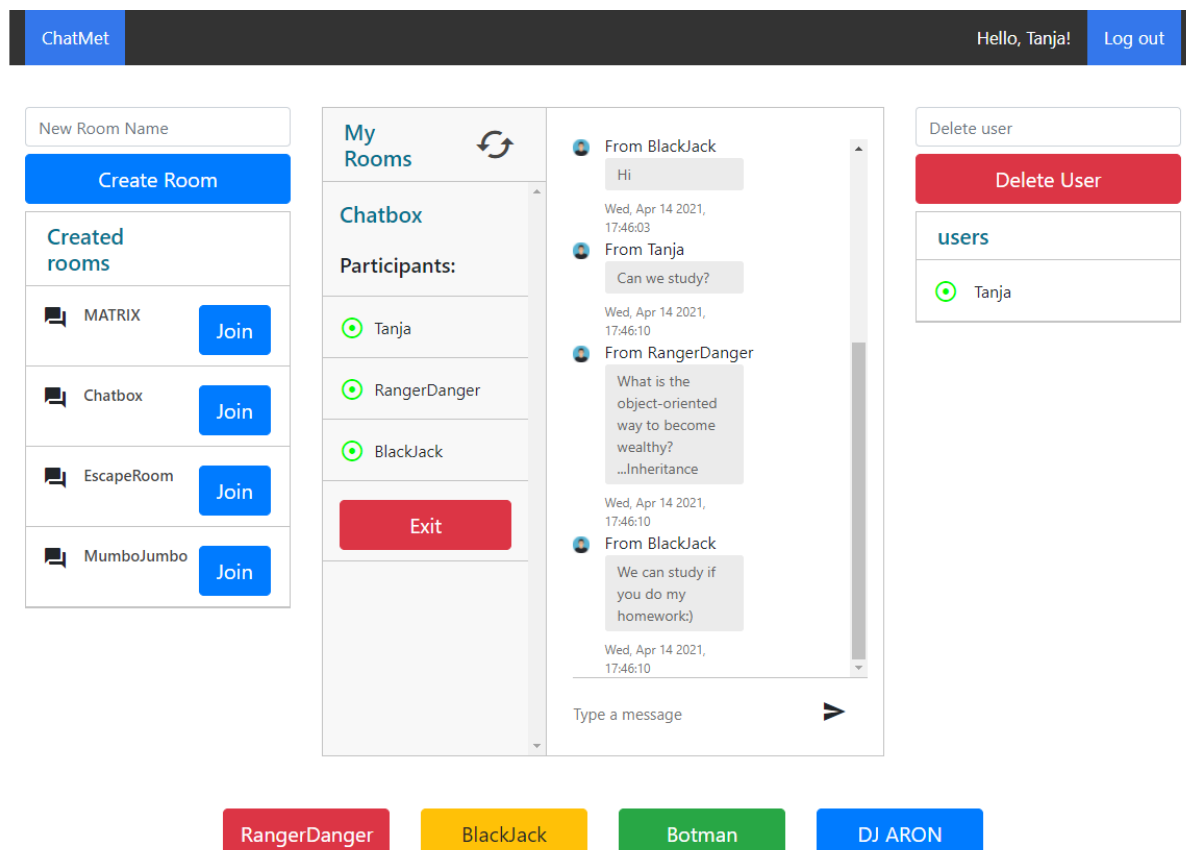 ChatMet
Hello, Tanja!
Log out
New Room Name
Create Room
Created
rooms
MATRIX
Join
Chatbox
Join
EscapeRoom
Join
MumboJumbo
Join
My
Rooms
Chatbox
Participants:
Tanja
RangerDanger
BlackJack
Exit
From BlackJack
Hi
Wed, Apr 14 2021,
17:46:03
From Tanja
Can we study?
Wed, Apr 14 2021,
17:46:10
From RangerDanger
What is the
object-oriented
way to become
wealthy?
...Inheritance
Wed, Apr 14 2021,
17:46:10
From BlackJack
We can study if
you do my
homework:)
Wed, Apr 14 2021,
17:46:10
Type a message
Delete user
Delete User
users
Tanja
RangerDanger
BlackJack
Botman
DJ ARON